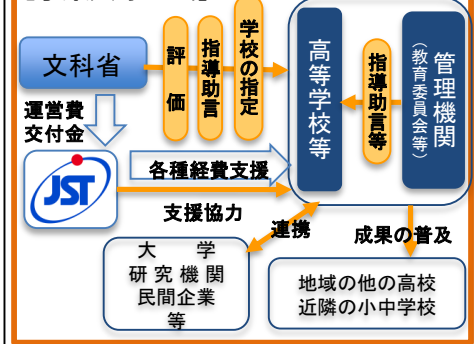 文科省
評価
指導助言
学校の指定
高等学校等
指導助言等
管理機関
（教育委員会等）
運営費
交付金
JST
各種経費支援
支援協力
連携
成果の普及
大　学
研究機関
民間企業
等
地域の他の高校
近隣の小中学校